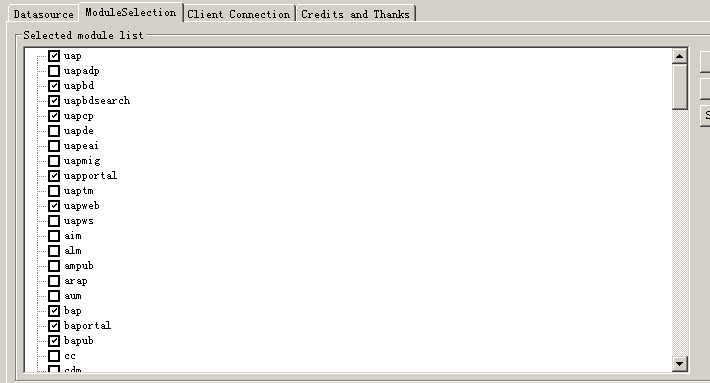 Datasource ModuleSelection Client Connection Credits and Thanks
Selected module list
uap
uapadp
uapbd
uapbdsearch
uapcp
uapde
uapeai
uapmig
uapportal
uaptm
uapweb
uapws
aim
alm
ampub
arap
aum
bap
baportal
bapub
cc
cdm